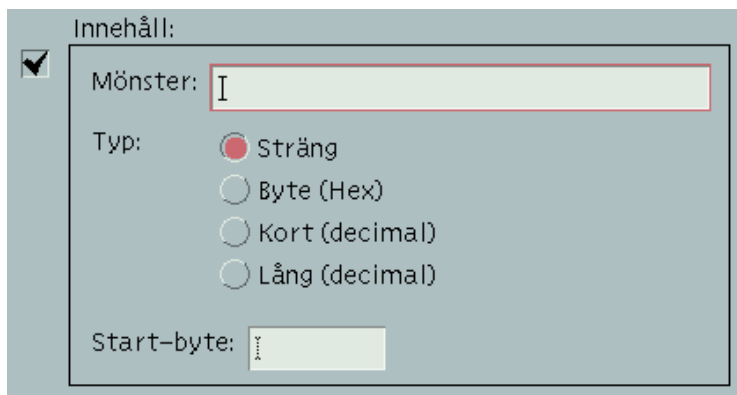 Innehåll:
Mönster:
Typ:
Sträng
Byte (Hex)
Kort (decimal)
Lång (decimal)
Start-byte: